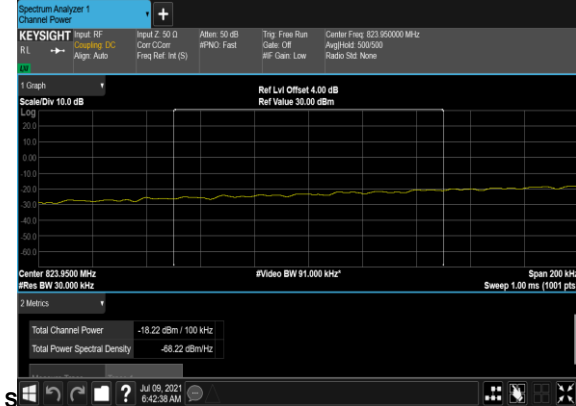 Spectrum Analyzer 1
Channel Power
+
KEYSIGHT Input: RF Input Z: 50 Ω Atten: 50 dB Trig: Free Run Center Freq: 823.950000 MHz
RL Coupling: DC Corr CCorr #PNO: Fast Gate: Off Avg|Hold: 500/500
Align: Auto Freq Ref: Int (S) #IF Gain: Low Radio Std: None
1 Graph
Ref Lvl Offset 4.00 dB
Scale/Div 10.0 dB Ref Value 30.00 dBm
Log
20.0
10.0
0.00
-10.0
-20.0
-30.0
-40.0
-50.0
-60.0
Center 823.9500 MHz #Video BW 91.000 kHz* Span 200 kHz
#Res BW 30.000 kHz Sweep 1.00 ms (1001 pts)
2 Metrics
Total Channel Power -18.22 dBm / 100 kHz
Total Power Spectral Density -68.22 dBm/Hz
S
? Jul 09, 2021
6:42:38 AM